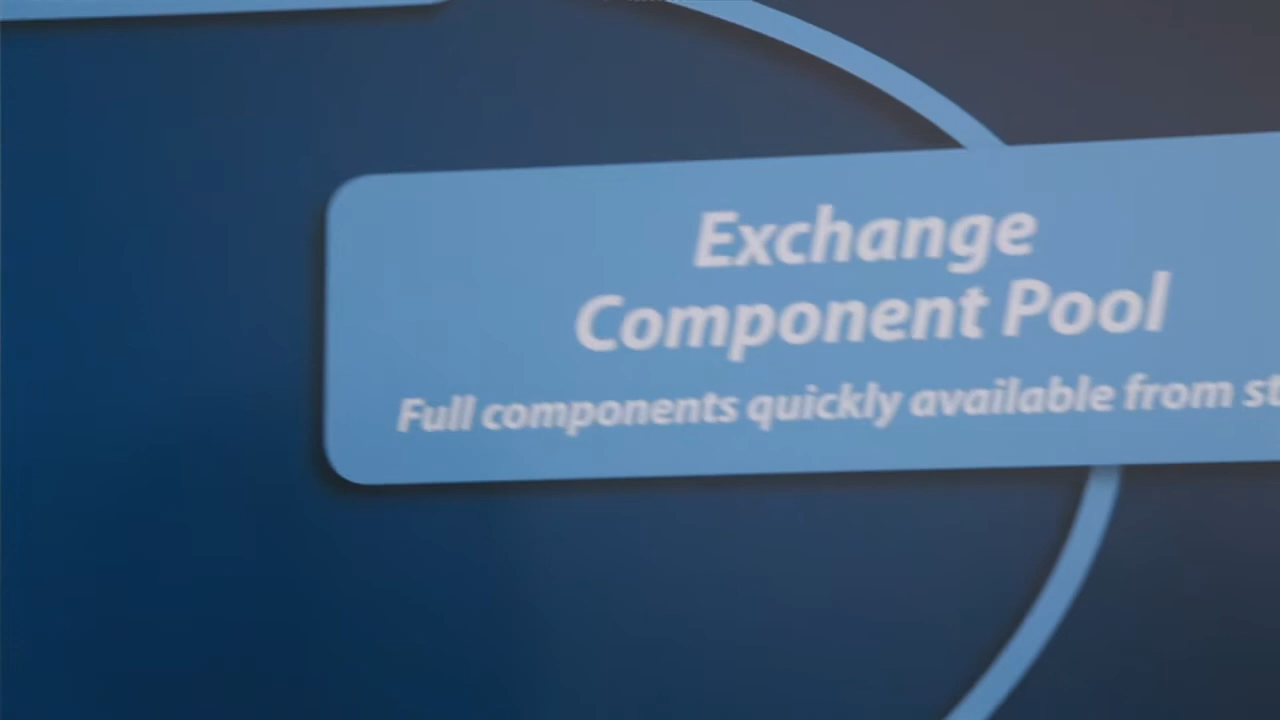 Exchange
Component Pool
Full components quickly available from